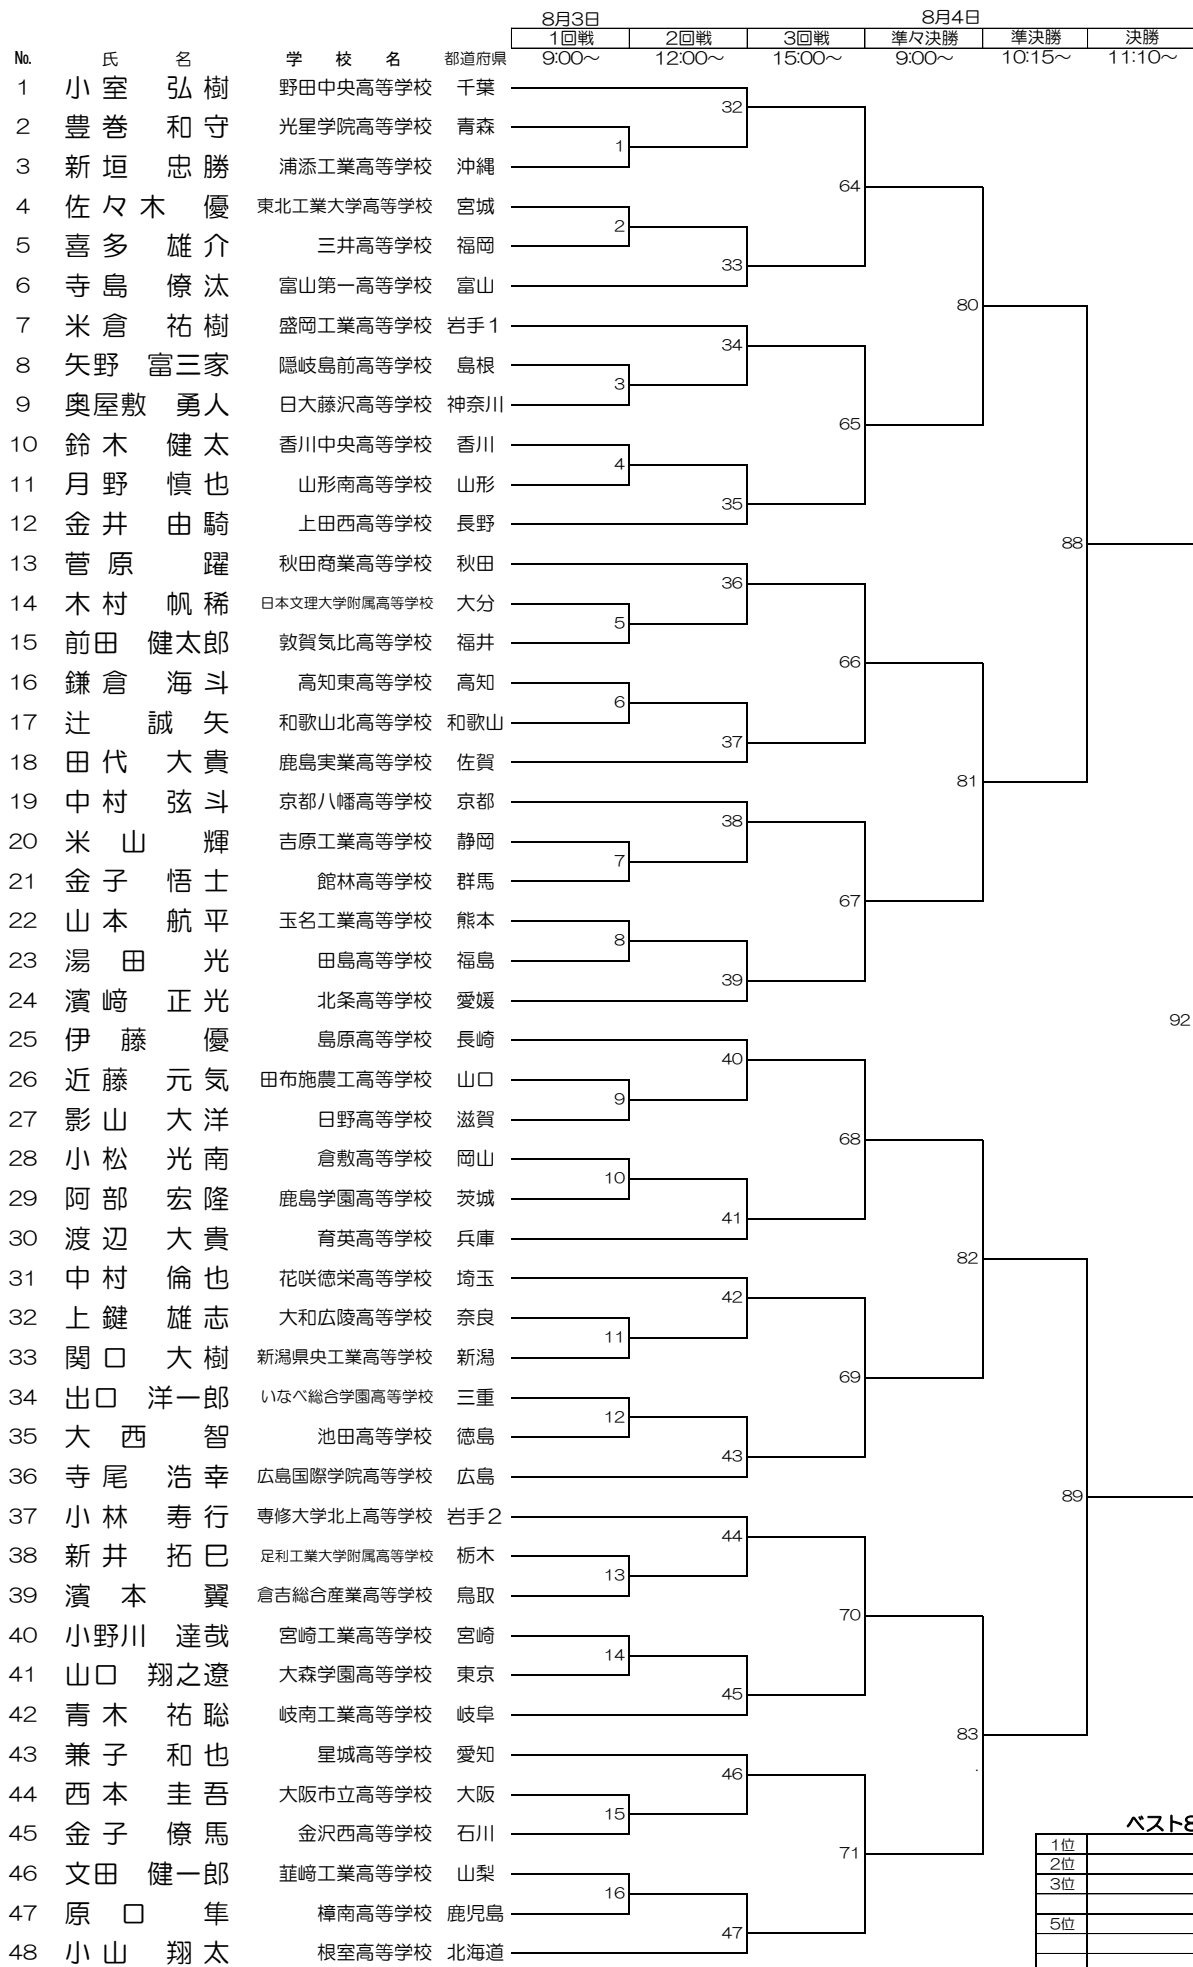 8月3日 8月4日
1回戦 2回戦 3回戦 準々決勝 準決勝 決勝
№ 氏 名 学 校 名 都道府県 9:00～ 12:00～ 15:00～ 9:00～ 10:15～ 11:10～
1 小室 弘樹 野田中央高等学校 千葉
32
2 豊巻 和守 光星学院高等学校 青森
1
3 新垣 忠勝 浦添工業高等学校 沖縄
64
4 佐々木 優 東北工業大学高等学校 宮城
2
5 喜多 雄介 三井高等学校 福岡
33
6 寺島 僚汰 富山第一高等学校 富山
80
7 米倉 祐樹 盛岡工業高等学校 岩手1
34
8 矢野 富三家 隠岐島前高等学校 島根
3
9 奥屋敷 勇人 日大藤沢高等学校 神奈川
65
10 鈴木 健太 香川中央高等学校 香川
4
11 月野 慎也 山形南高等学校 山形
35
12 金井 由騎 上田西高等学校 長野
88
13 菅原 躍 秋田商業高等学校 秋田
36
14 木村 帆稀 日本文理大学附属高等学校 大分
5
15 前田 健太郎 敦賀気比高等学校 福井
66
16 鎌倉 海斗 高知東高等学校 高知
6
17 辻 誠矢 和歌山北高等学校 和歌山
37
18 田代 大貴 鹿島実業高等学校 佐賀
81
19 中村 弦斗 京都八幡高等学校 京都
38
20 米山 輝 吉原工業高等学校 静岡
7
21 金子 悟士 館林高等学校 群馬
67
22 山本 航平 玉名工業高等学校 熊本
8
23 湯田 光 田島高等学校 福島
39
24 濱﨑 正光 北条高等学校 愛媛
92
25 伊藤 優 島原高等学校 長崎
40
26 近藤 元気 田布施農工高等学校 山口
9
27 影山 大洋 日野高等学校 滋賀
68
28 小松 光南 倉敷高等学校 岡山
10
29 阿部 宏隆 鹿島学園高等学校 茨城
41
30 渡辺 大貴 育英高等学校 兵庫
82
31 中村 倫也 花咲徳栄高等学校 埼玉
42
32 上鍵 雄志 大和広陵高等学校 奈良
11
33 関口 大樹 新潟県央工業高等学校 新潟
69
34 出口 洋一郎 いなべ総合学園高等学校 三重
12
35 大西 智 池田高等学校 徳島
43
36 寺尾 浩幸 広島国際学院高等学校 広島
89
37 小林 寿行 専修大学北上高等学校 岩手2
44
38 新井 拓巳 足利工業大学附属高等学校 栃木
13
39 濱本 翼 倉吉総合産業高等学校 鳥取
70
40 小野川 達哉 宮崎工業高等学校 宮崎
14
41 山口 翔之遼 大森学園高等学校 東京
45
42 青木 祐聡 岐南工業高等学校 岐阜
83
43 兼子 和也 星城高等学校 愛知
46
44 西本 圭吾 大阪市立高等学校 大阪
15
45 金子 僚馬 金沢西高等学校 石川
71
46 文田 健一郎 韮﨑工業高等学校 山梨
16
47 原口 隼 樟南高等学校 鹿児島
47
48 小山 翔太 根室高等学校 北海道
ベスト8
1位
2位
3位
5位